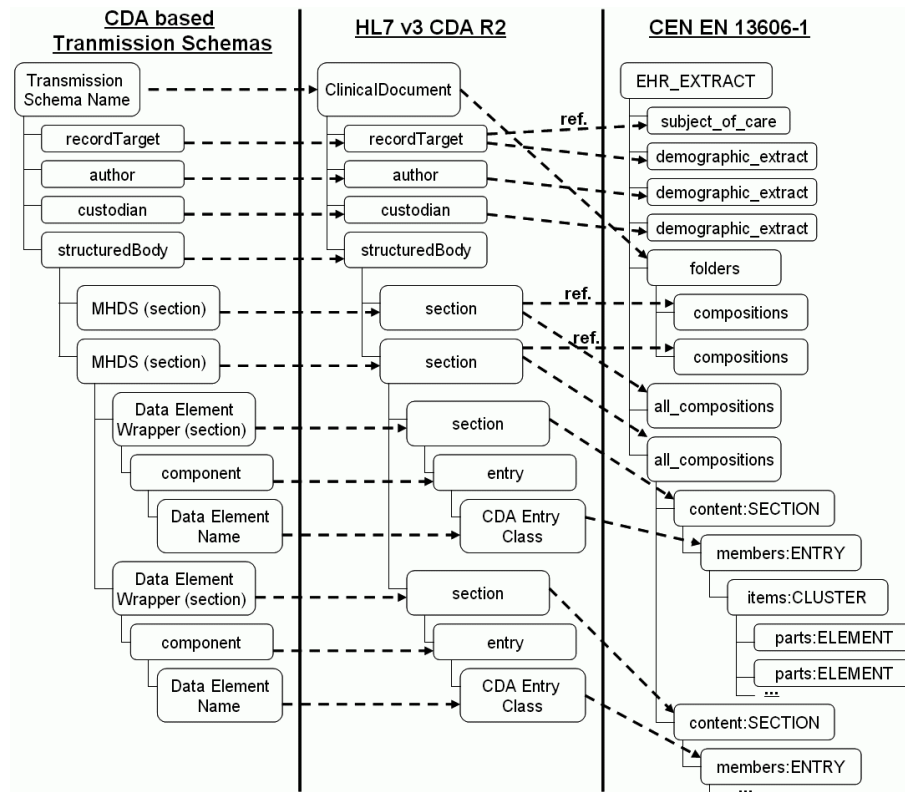 CDA based
Tranmission Schemas
Transmission
Schema Name
recordTarget
author
custodian
structuredBody
MHDS (section)
MHDS (section)
Data Element
Wrapper (section)
component
Data Element
Name
Data Element
Wrapper (section)
component
Data Element
Name
HL7 v3 CDA R2
ClinicalDocument
recordTarget
author
custodian
structuredBody
section
section
section
entry
CDA Entry
Class
section
entry
CDA Entry
Class
ref.
ref.
ref.
CEN EN 13606-1
EHR_EXTRACT
subject_of_care
demographic_extract
demographic_extract
demographic_extract
folders
compositions
compositions
all_compositions
all_compositions
content:SECTION
members:ENTRY
items:CLUSTER
parts:ELEMENT
parts:ELEMENT
...
content:SECTION
members:ENTRY
...